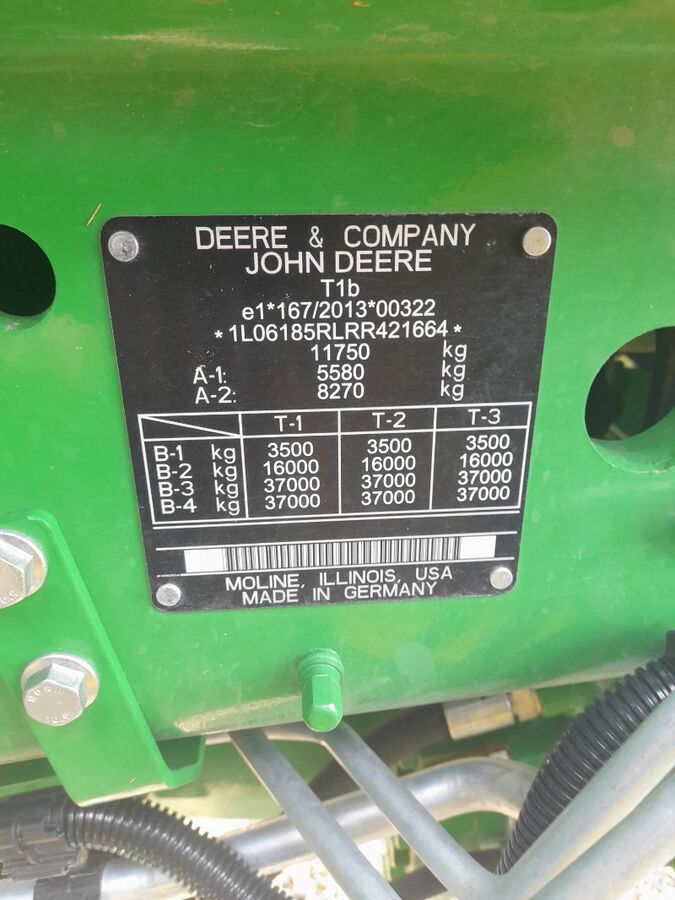 DEERE & COMPANY
JOHN DEERE
T1b
e1*167/2013*00322
*1L06185RLRR421664*
11750 kg
A-1: 5580 kg
A-2: 8270 kg
T-1 T-2 T-3
B-1 kg 3500 3500 3500
B-2 kg 16000 16000 16000
B-3 kg 37000 37000 37000
B-4 kg 37000 37000 37000
MOLINE, ILLINOIS, USA
MADE IN GERMANY